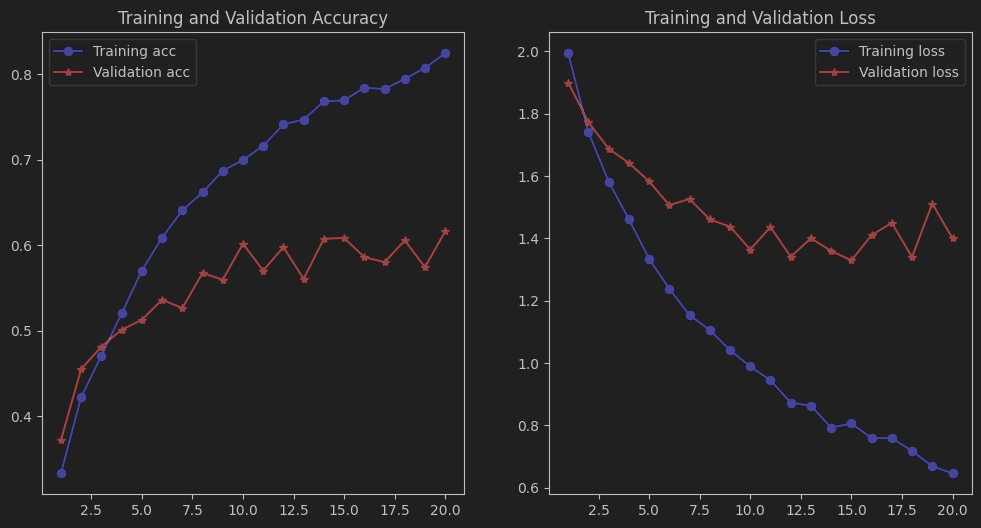 Training and Validation Accuracy
Training acc
Validation acc
0.8
0.7
0.6
0.5
0.4
2.5 5.0 7.5 10.0 12.5 15.0 17.5 20.0
Training and Validation Loss
Training loss
Validation loss
2.0
1.8
1.6
1.4
1.2
1.0
0.8
0.6
2.5 5.0 7.5 10.0 12.5 15.0 17.5 20.0